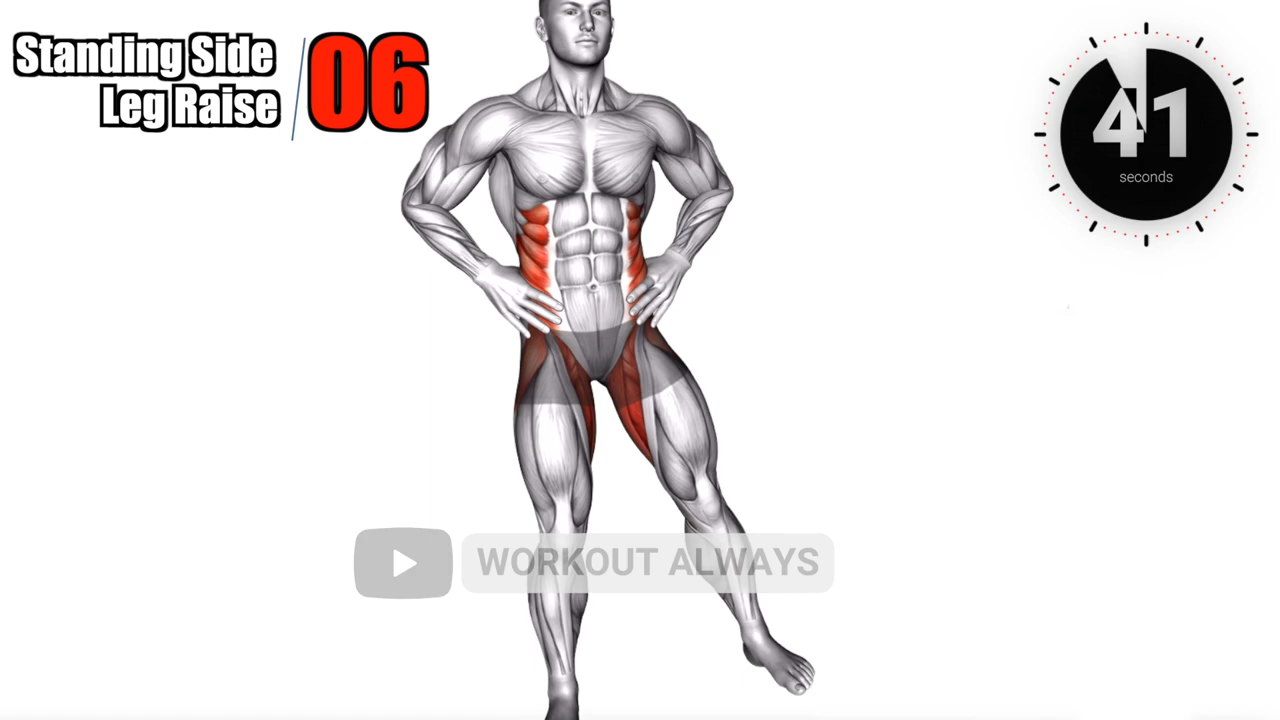 Standing Side
Leg Raise
06
41
seconds
WORKOUT ALWAYS